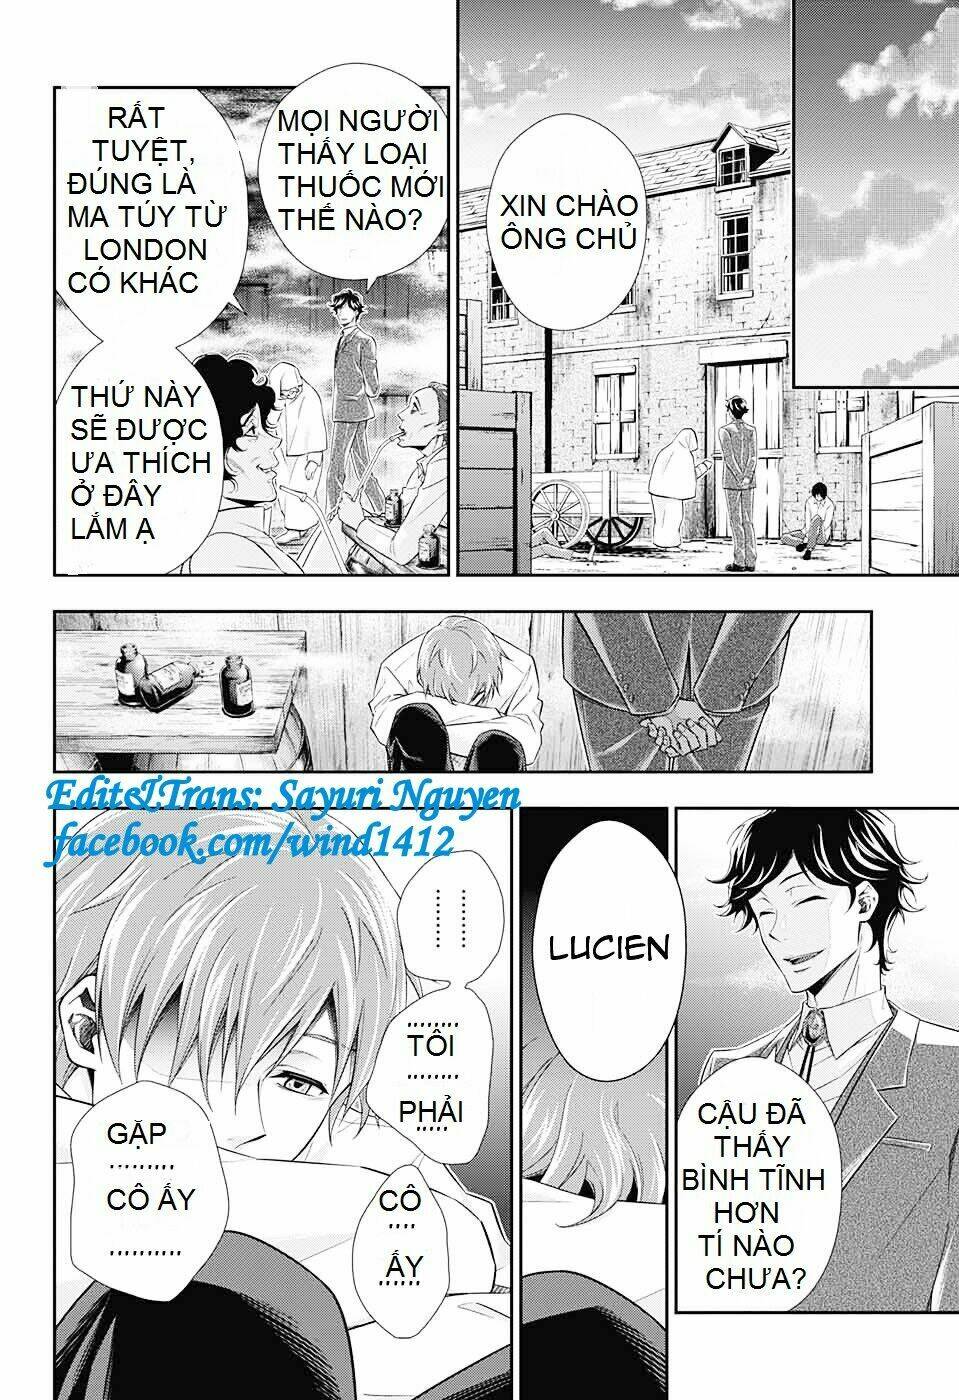 XIN CHÀO
ÔNG CHỦ
MỌI NGƯỜI
THẤY LOẠI
THUỐC MỚI
THẾ NÀO?
RẤT
TUYỆT,
ĐÚNG LÀ
MA TÚY TỪ
LONDON
CÓ KHÁC
THỨ NÀY
SẼ ĐƯỢC
ƯA THÍCH
Ở ĐÂY
LẮM Ạ
Edit&Trans: Sayuri Nguyen
facebook.com/wind1412
CẬU ĐÃ
THẤY
BÌNH TĨNH
HƠN
TÍ NÀO
CHƯA?
LUCIEN
........
TÔI
........
PHẢI
......
CÔ
....
ẤY
......
GẶP
.........
CÔ ẤY
..........